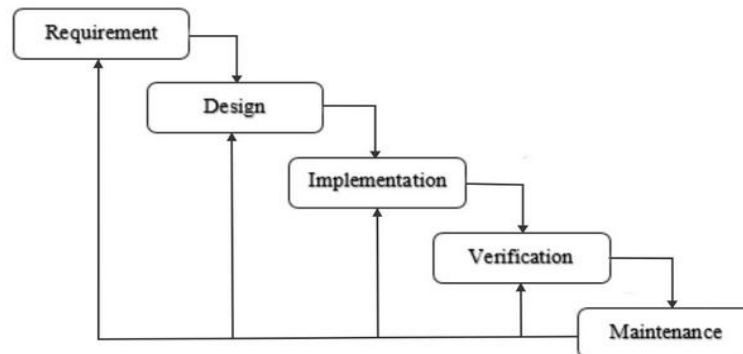 Requirement
Design
Implementation
Verification
Maintenance